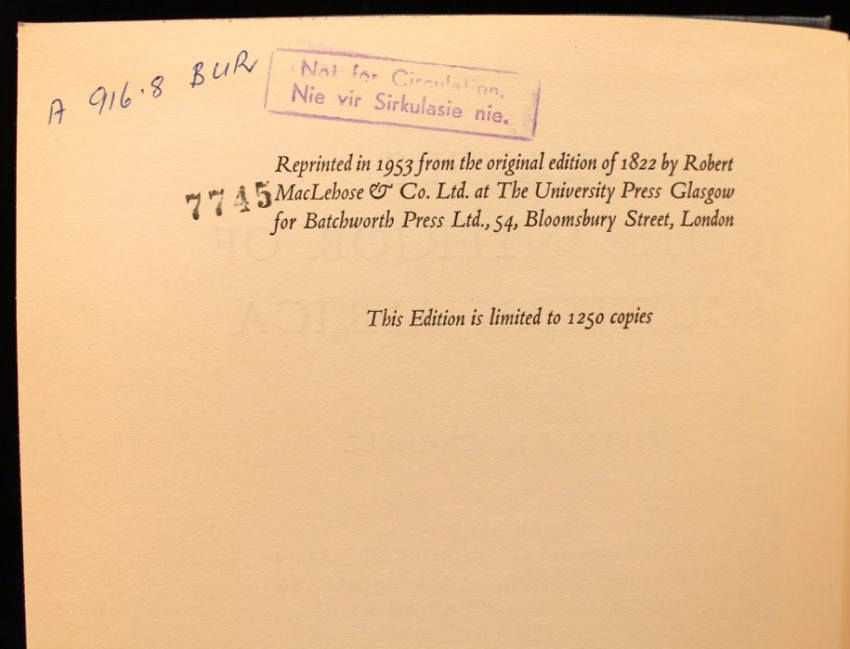 A 916.8 BUR
Not for Circulation.
Nie vir Sirkulasie nie.
Reprinted in 1953 from the original edition of 1822 by Robert
7745 MacLehose & Co. Ltd. at The University Press Glasgow
for Batchworth Press Ltd., 54, Bloomsbury Street, London
This Edition is limited to 1250 copies